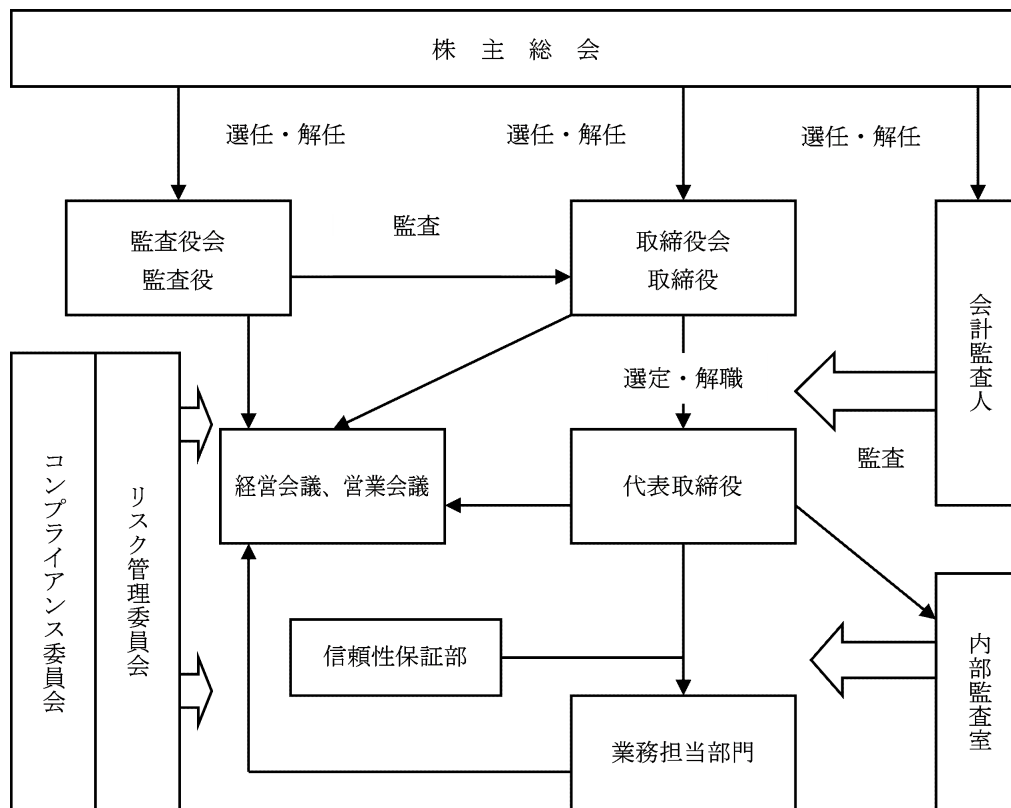 株主総会
選任・解任
選任・解任
選任・解任
監査役会
監査役
監査
取締役会
取締役
会計監査人
選定・解職
監査
コンプライアンス委員会
リスク管理委員会
経営会議、営業会議
代表取締役
信頼性保証部
内部監査室
業務担当部門